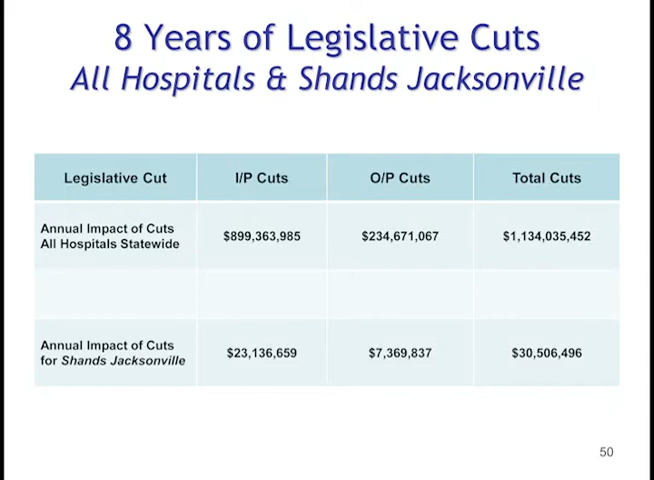 8 Years of Legislative Cuts
All Hospitals & Shands Jacksonville
Legislative Cut I/P Cuts O/P Cuts Total Cuts
Annual Impact of Cuts
All Hospitals Statewide $899,363,985 $234,671,067 $1,134,035,452
Annual Impact of Cuts
for Shands Jacksonville $23,136,659 $7,369,837 $30,506,496
50